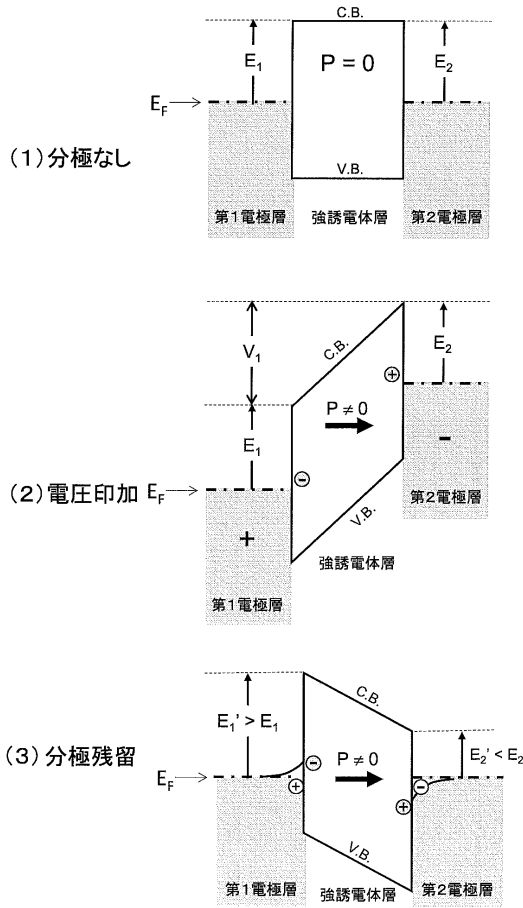 C.B.
E1
P = 0
E2
EF
(1)分極なし
V.B.
第1電極層
強誘電体層
第2電極層
V1
C.B.
E2
⊕
P ≠ 0
E1
-
⊖
(2)電圧印加
EF
V.B.
第2電極層
+
強誘電体層
第1電極層
C.B.
E1' > E1
P ≠ 0
E2' < E2
(3)分極残留
EF
⊖
⊕
⊖
⊕
V.B.
第1電極層
強誘電体層
第2電極層